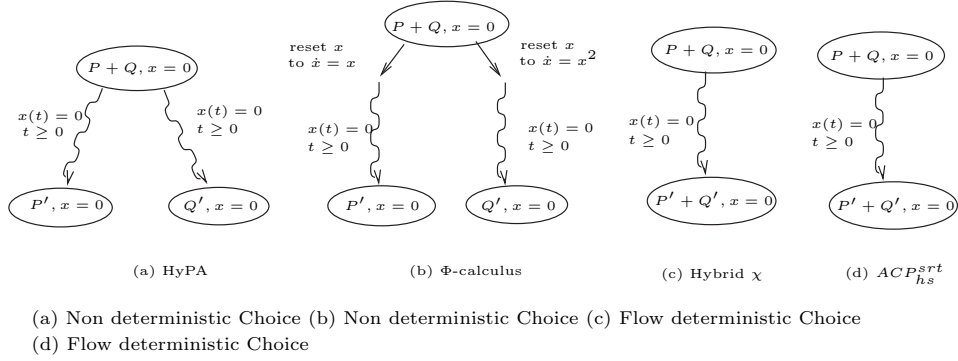 P + Q, x = 0
x(t) = 0
t ≥ 0
x(t) = 0
t ≥ 0
P′, x = 0
Q′, x = 0
(a) HyPA
P + Q, x = 0
reset x
to ẋ = x
reset x
to ẋ = x²
x(t) = 0
t ≥ 0
x(t) = 0
t ≥ 0
P′, x = 0
Q′, x = 0
(b) Φ-calculus
P + Q, x = 0
x(t) = 0
t ≥ 0
P′ + Q′, x = 0
(c) Hybrid χ
P + Q, x = 0
x(t) = 0
t ≥ 0
P′ + Q′, x = 0
(d) ACP^{srt}_{hs}
(a) Non deterministic Choice (b) Non deterministic Choice (c) Flow deterministic Choice
(d) Flow deterministic Choice